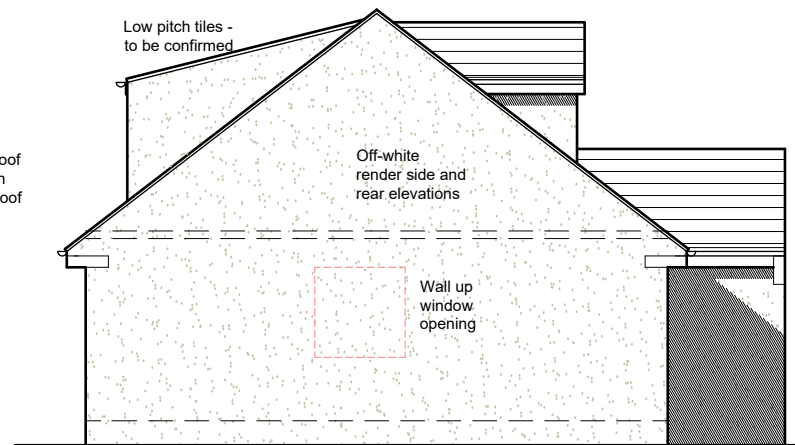 Low pitch tiles -
to be confirmed
Off-white
render side and
rear elevations
Wall up
window
opening